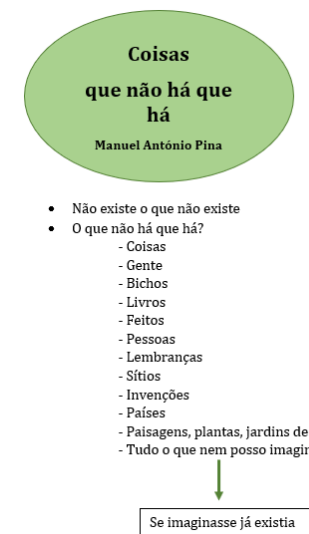 Coisas
que não há que
há
Manuel António Pina
• Não existe o que não existe
• O que não há que há?
- Coisas
- Gente
- Bichos
- Livros
- Feitos
- Pessoas
- Lembranças
- Sítios
- Invenções
- Países
- Paisagens, plantas, jardins de
- Tudo o que nem posso
Se imaginasse já existia